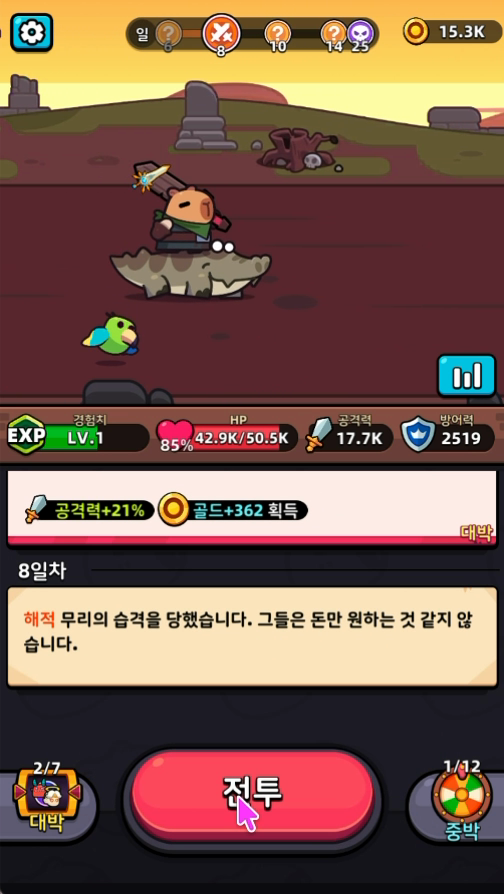 일 6 8 10 14 25
15.3K
경험치 HP 공격력 방어력
EXP LV.1 85% 42.9K/50.5K 17.7K 2519
공격력+21% 골드+362 획득
대박
8일차
해적 무리의 습격을 당했습니다. 그들은 돈만 원하는 것 같지 않
습니다.
2/7
대박
전투
1/12
중박